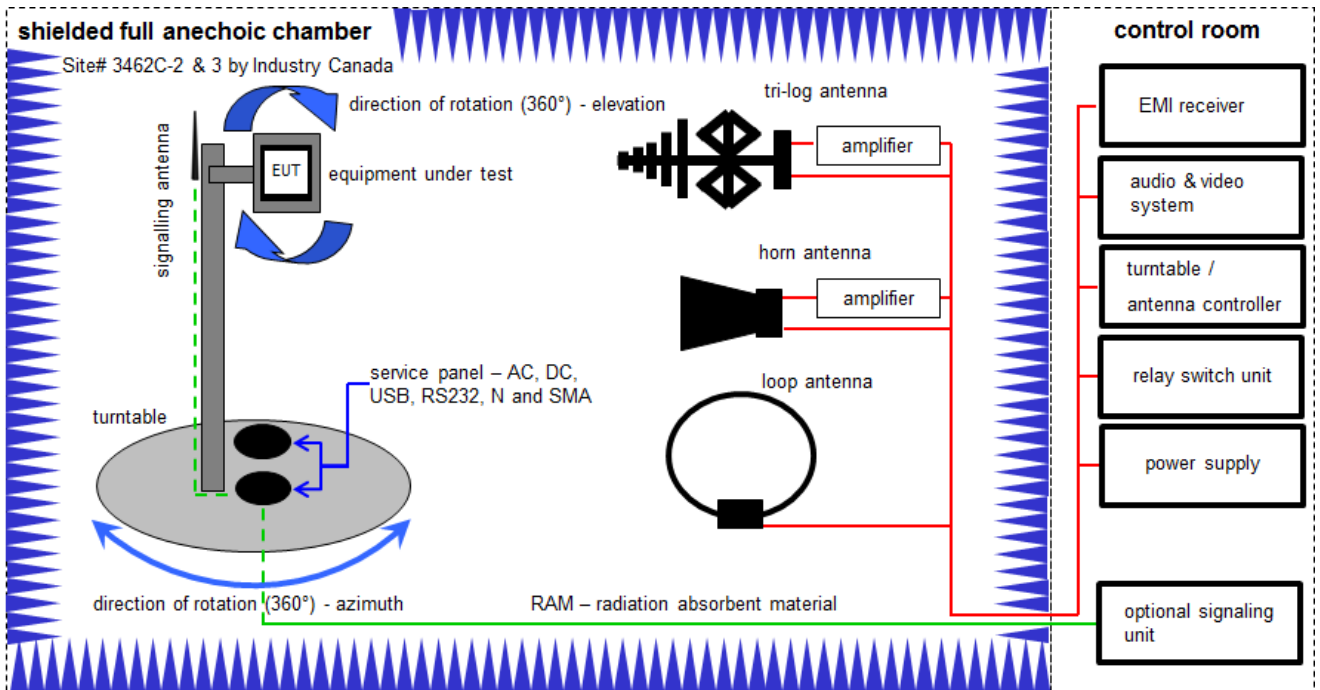 shielded full anechoic chamber
Site# 3462C-2 & 3 by Industry Canada
direction of rotation (360°) - elevation
signalling antenna
EUT
equipment under test
tri-log antenna
amplifier
horn antenna
amplifier
service panel – AC, DC,
USB, RS232, N and SMA
loop antenna
turntable
direction of rotation (360°) - azimuth
RAM – radiation absorbent material
control room
EMI receiver
audio & video
system
turntable /
antenna controller
relay switch unit
power supply
optional signaling
unit